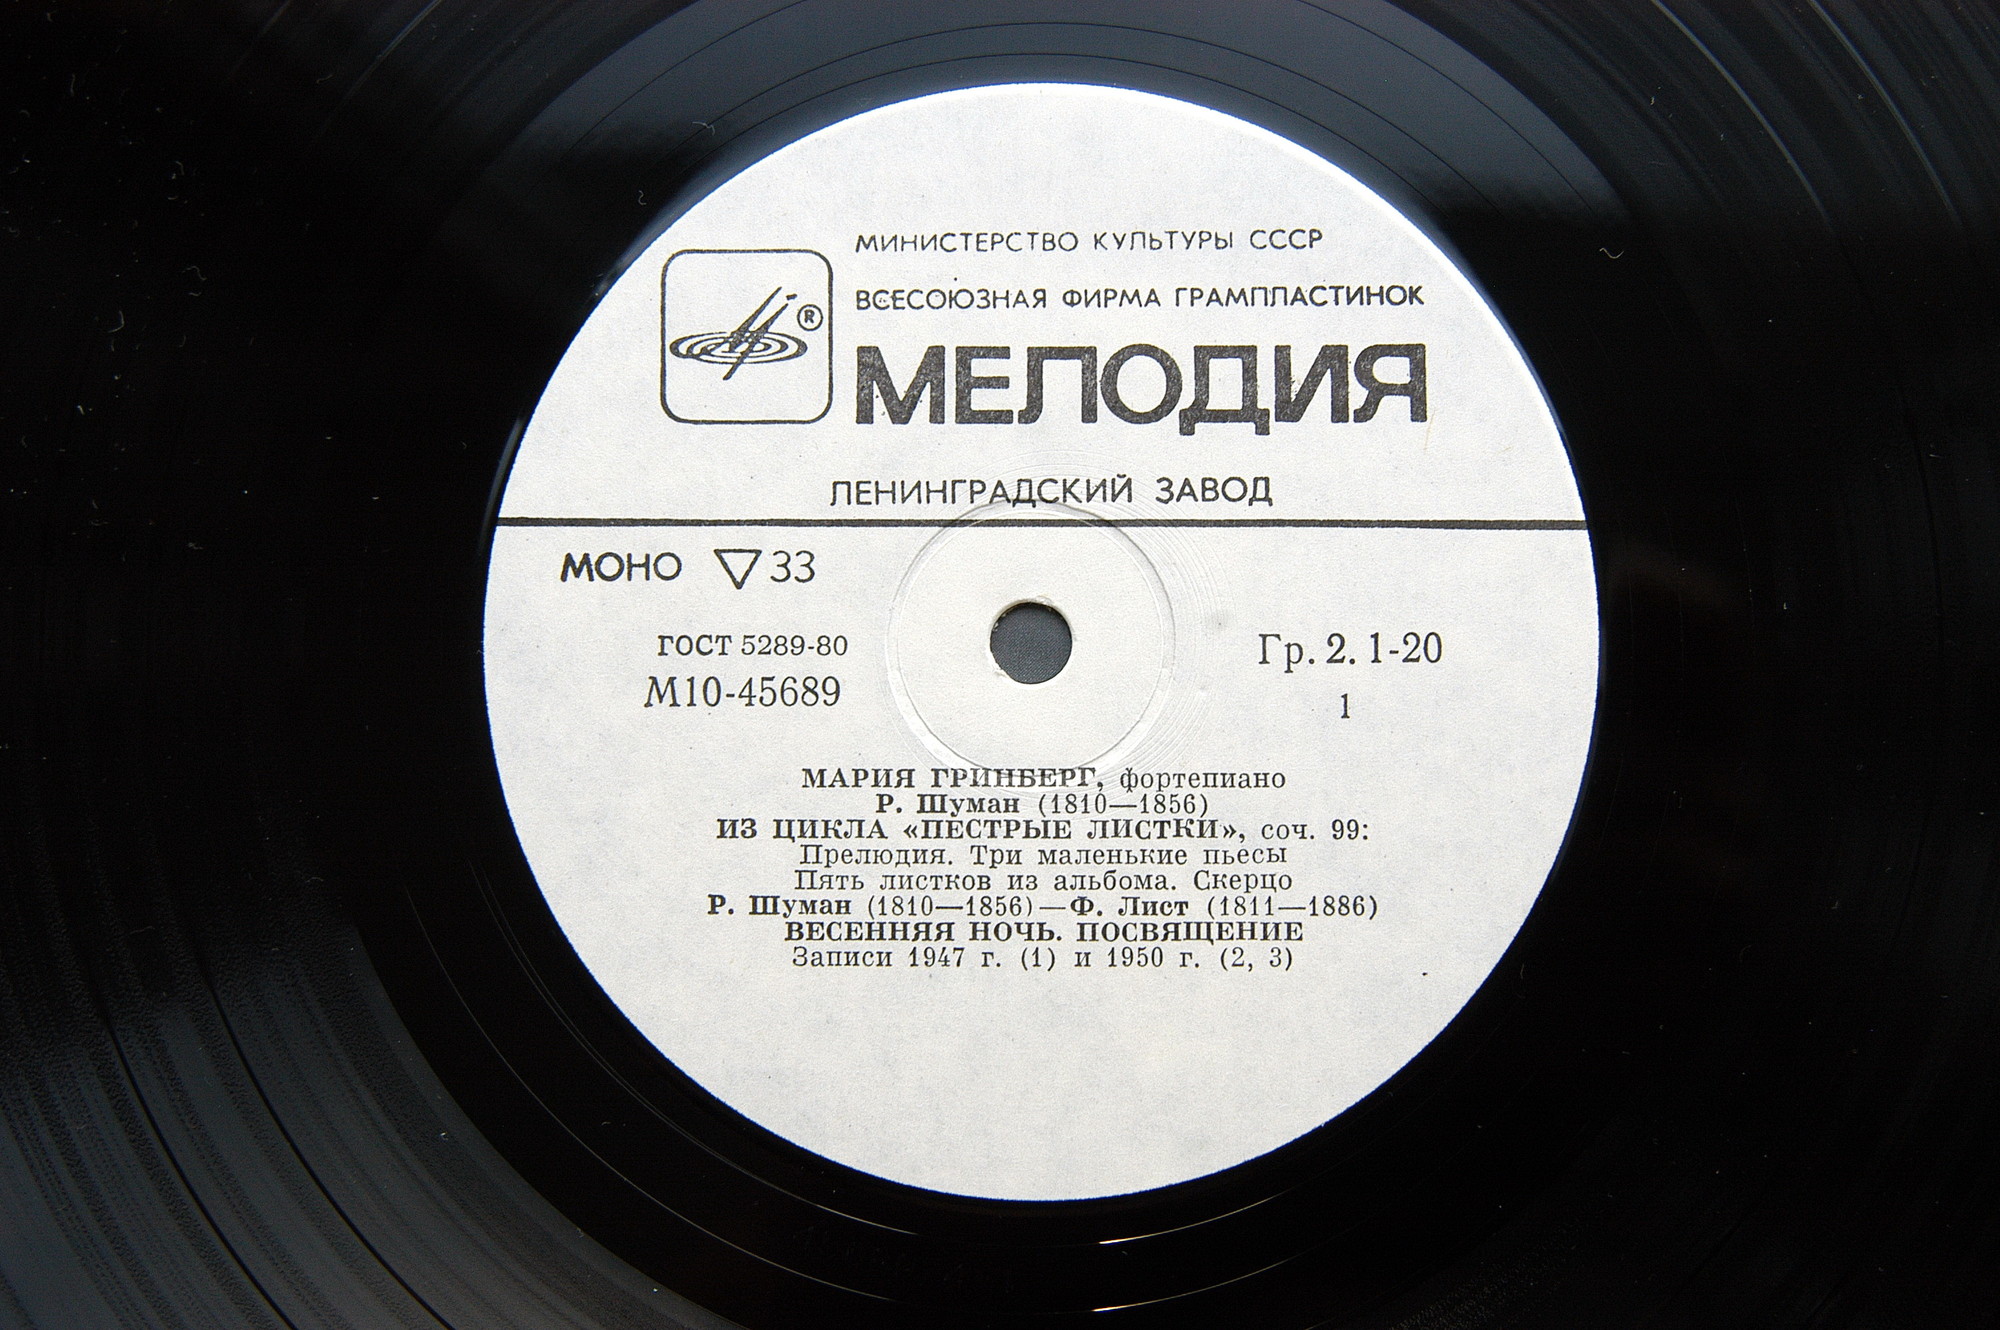 МИНИСТЕРСТВО КУЛЬТУРЫ СССР
ВСЕСОЮЗНАЯ ФИРМА ГРАМПЛАСТИНОК
®
МЕЛОДИЯ
ЛЕНИНГРАДСКИЙ ЗАВОД
МОНО ▽33
ГОСТ 5289-80
М10-45689
Гр. 2. 1-20
1
МАРИЯ ГРИНБЕРГ, фортепиано
Р. Шуман (1810—1856)
ИЗ ЦИКЛА «ПЕСТРЫЕ ЛИСТКИ», соч. 99:
Прелюдия. Три маленькие пьесы
Пять листков из альбома. Скерцо
Р. Шуман (1810—1856)—Ф. Лист (1811—1886)
ВЕСЕННЯЯ НОЧЬ. ПОСВЯЩЕНИЕ
Записи 1947 г. (1) и 1950 г. (2, 3)